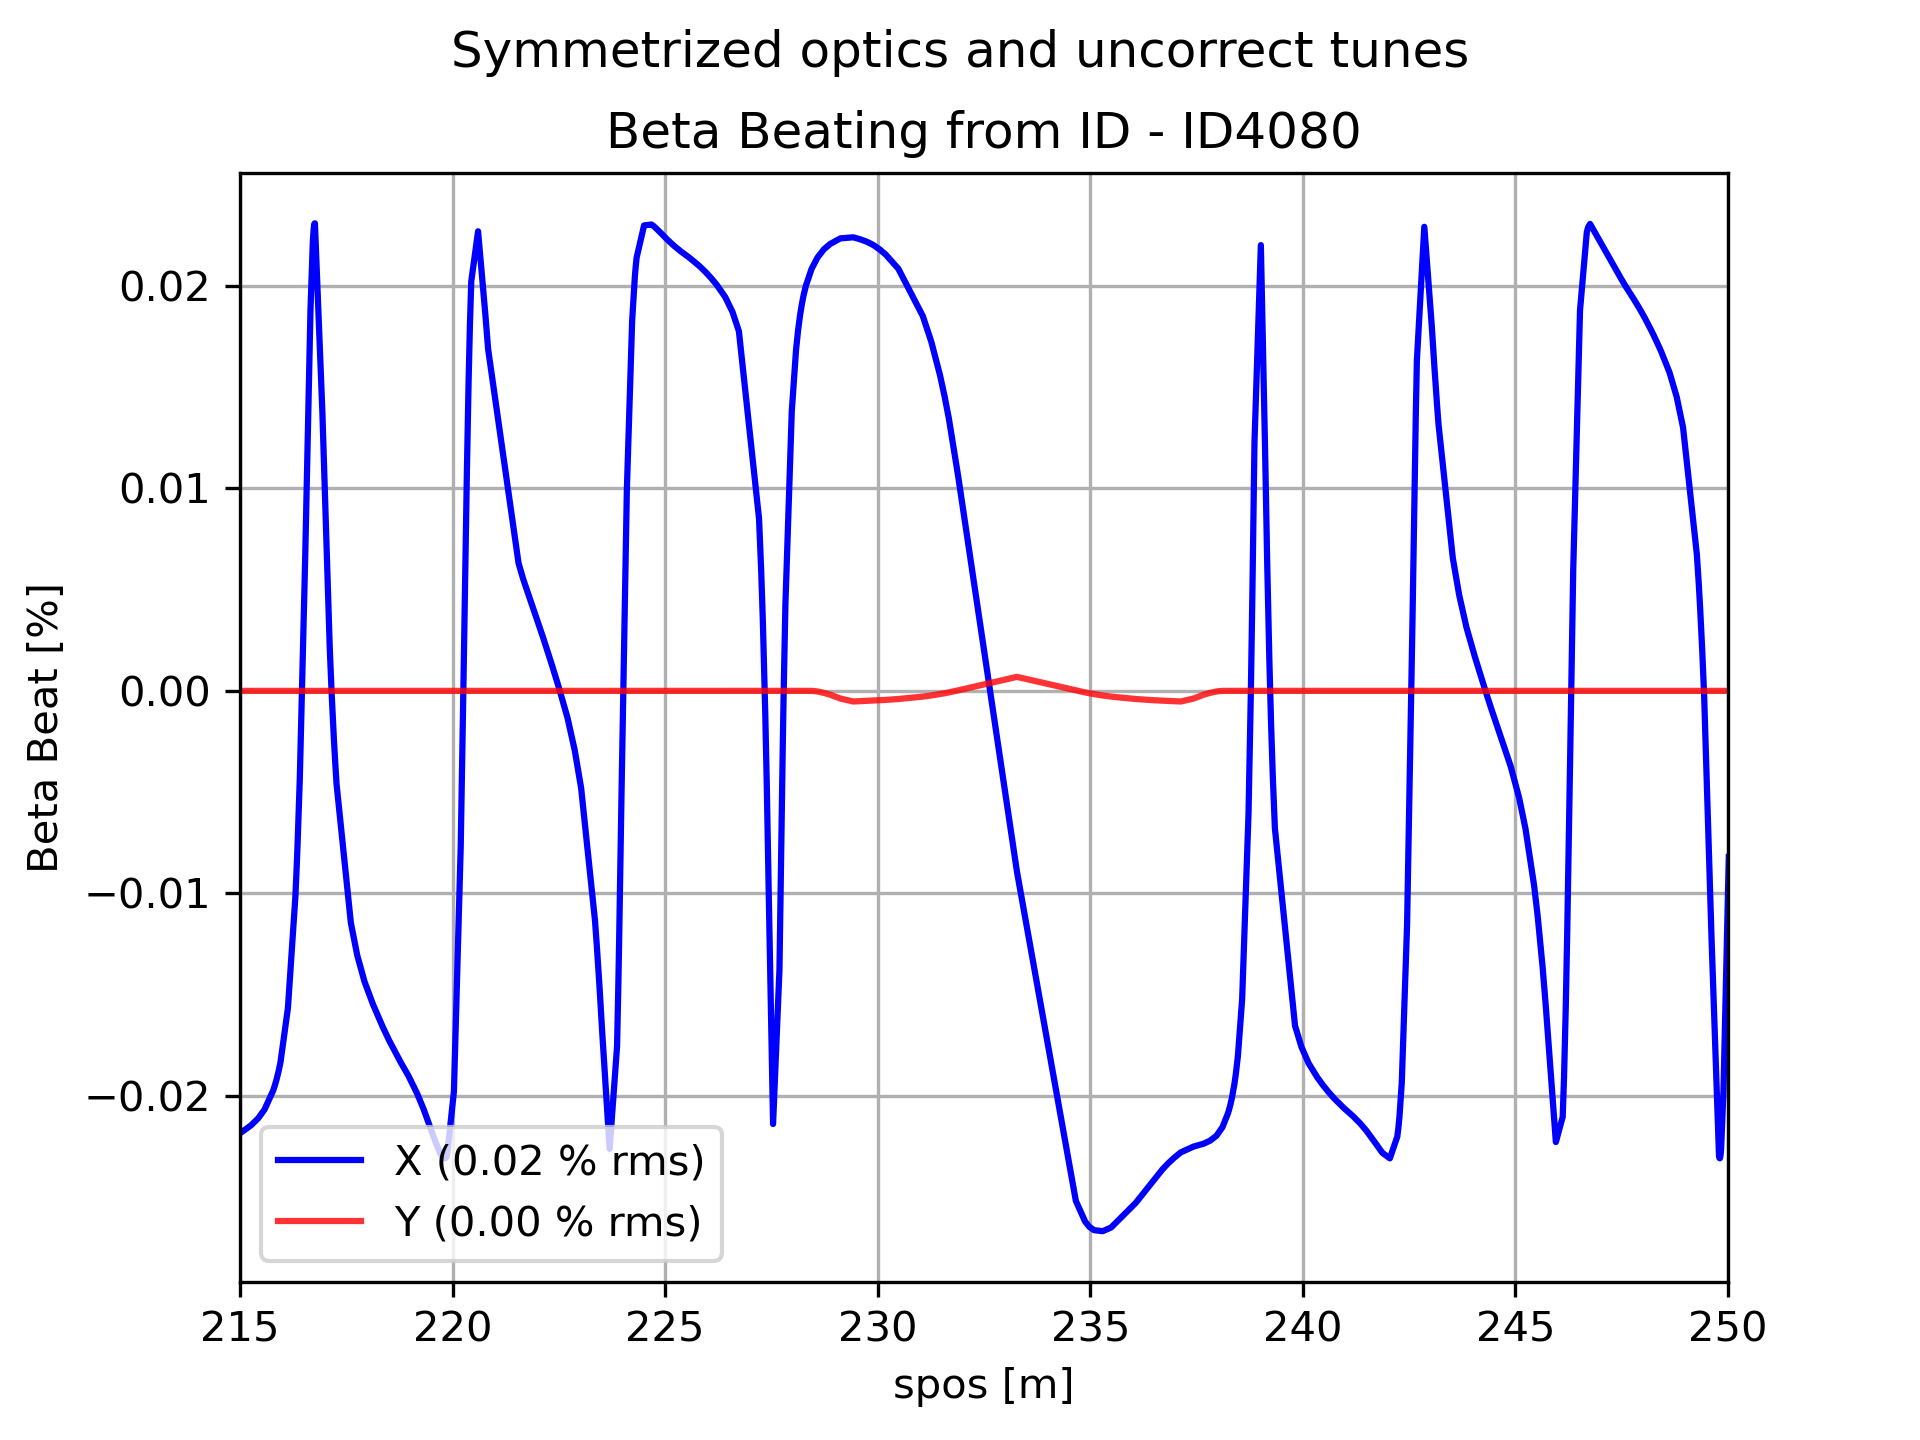 Symmetrized optics and uncorrect tunes
Beta Beating from ID - ID4080
Beta Beat [%]
0.02
0.01
0.00
−0.01
−0.02
X (0.02 % rms)
Y (0.00 % rms)
215 220 225 230 235 240 245 250
spos [m]